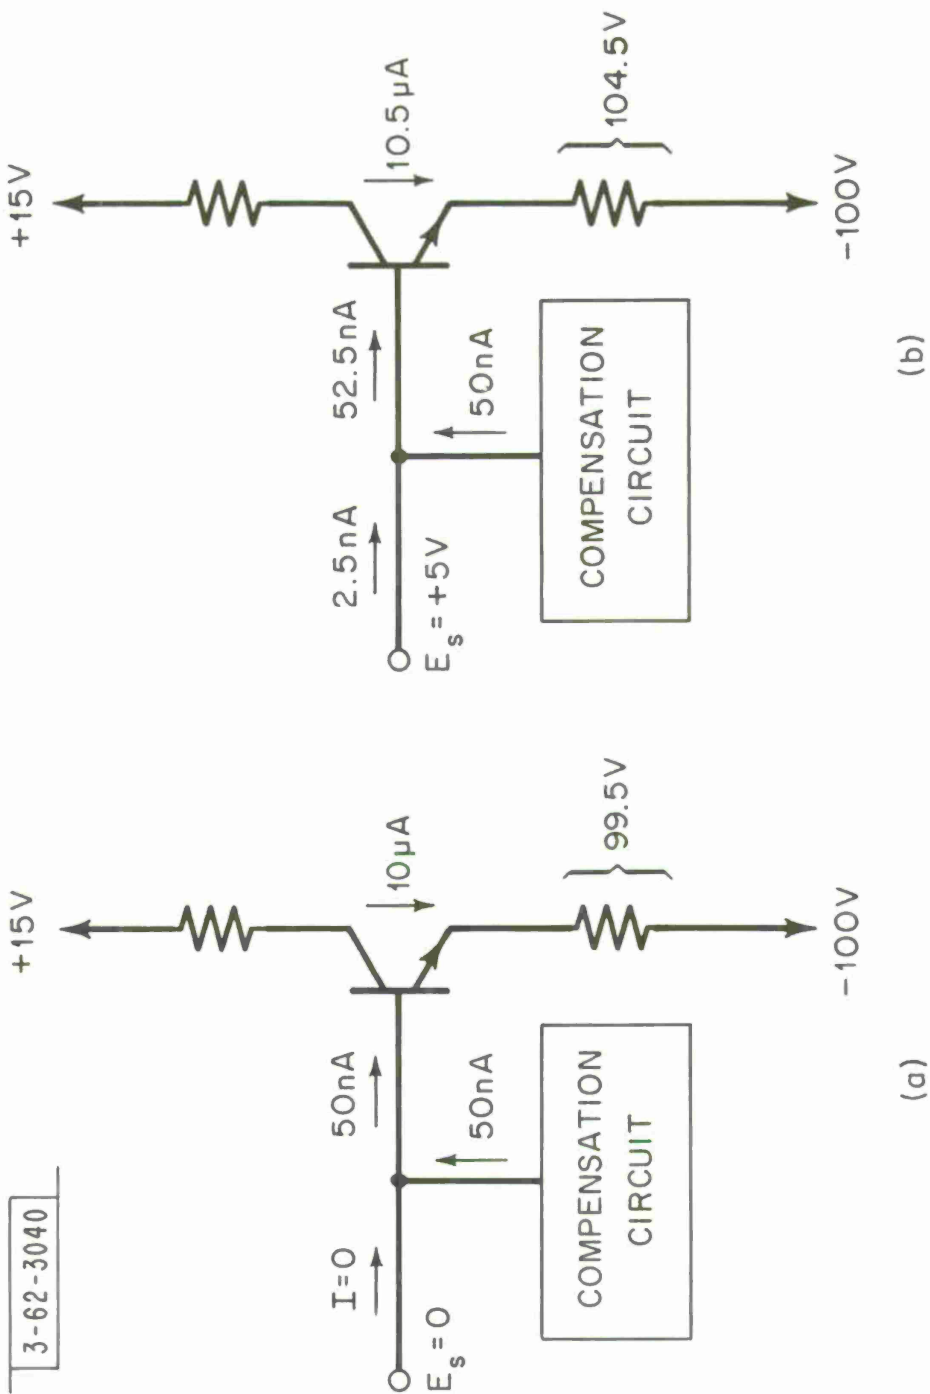 3-62-3040
+15V
I=0
50nA
10µA
E_s = 0
50nA
COMPENSATION
CIRCUIT
99.5V
-100V
(a)
+15V
2.5nA
52.5nA
10.5µA
E_s = +5V
50nA
COMPENSATION
CIRCUIT
104.5V
-100V
(b)